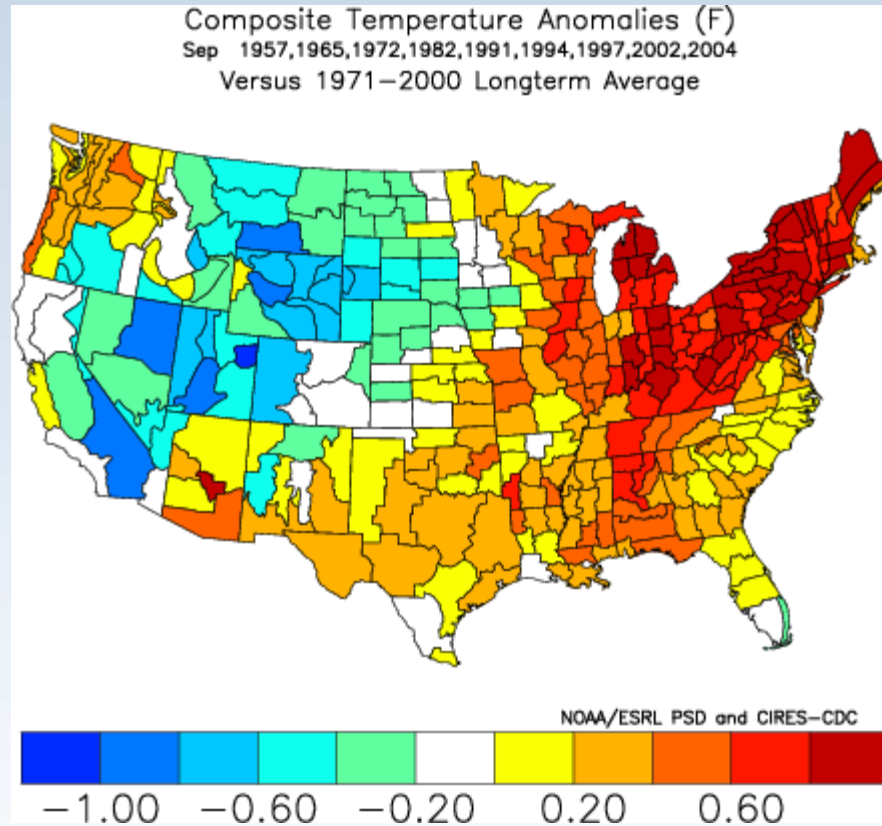 Composite Temperature Anomalies (F)
Sep 1957,1965,1972,1982,1991,1994,1997,2002,2004
Versus 1971-2000 Longterm Average
NOAA/ESRL PSD and CIRES-CDC
-1.00 -0.60 -0.20 0.20 0.60